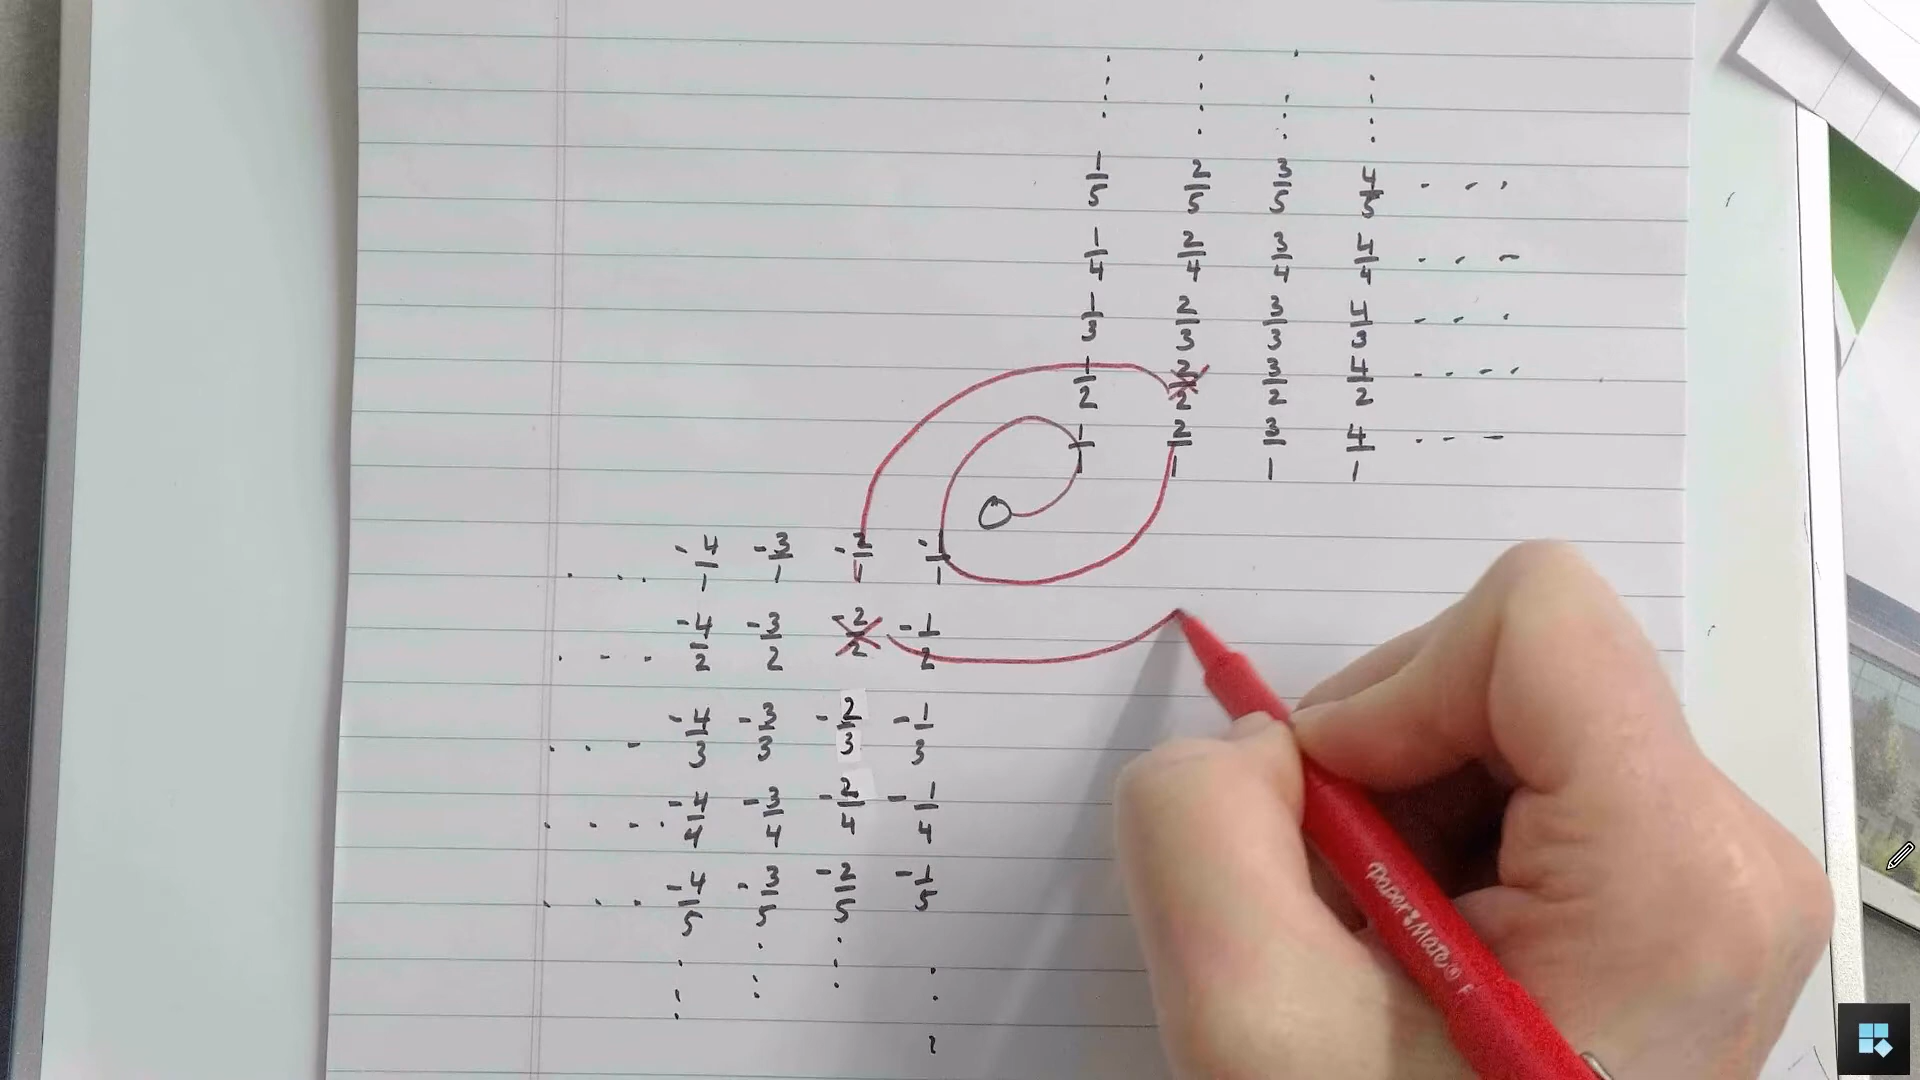 1/5 2/5 3/5 4/5 . . .
1/4 2/4 3/4 4/4 . . .
1/3 2/3 3/3 4/3 . . .
1/2 2/2 3/2 4/2 . . . .
1/1 2/1 3/1 4/1 . . .
0
. . . -4/1 -3/1 -2/1 -1/1
. . . -4/2 -3/2 -2/2 -1/2
. . . -4/3 -3/3 -2/3 -1/3
. . . . -4/4 -3/4 -2/4 -1/4
. . . -4/5 -3/5 -2/5 -1/5
Paper:Mate®